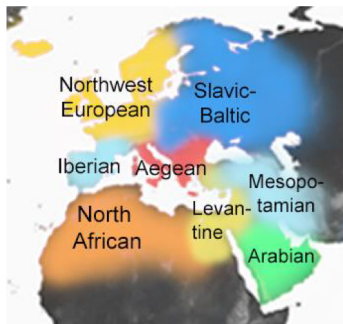 Northwest
European
Slavic-
Baltic
Iberian
Aegean
Mesopo-
tamian
North
African
Levan-
tine
Arabian